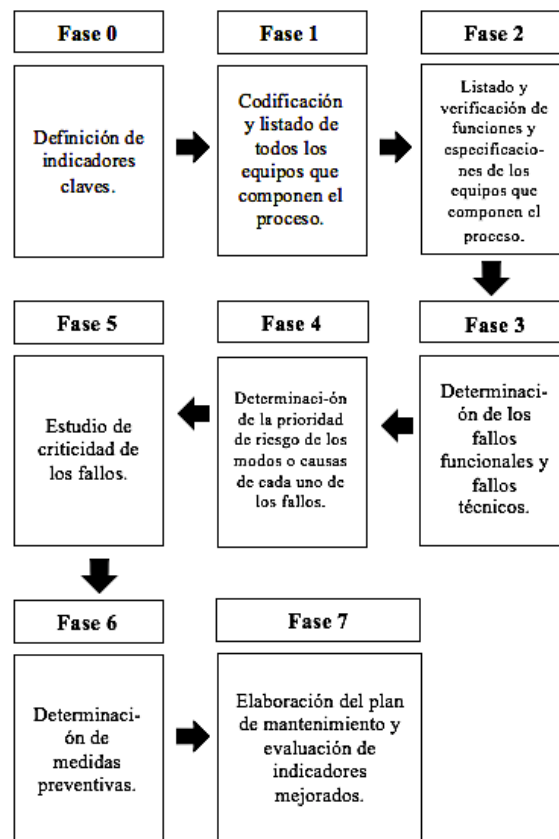 Fase 0
Definición de
indicadores
claves.
Fase 1
Codificación
y listado de
todos los
equipos que
componen el
proceso.
Fase 2
Listado y
verificación de
funciones y
especificacio-
nes de los
equipos que
componen el
proceso.
Fase 3
Determinaci-
ón de los
fallos
funcionales y
fallos
técnicos.
Fase 4
Determinaci-ón
de la prioridad
de riesgo de los
modos o causas
de cada uno de
los fallos.
Fase 5
Estudio de
criticidad de
los fallos.
Fase 6
Determinaci-
ón de
medidas
preventivas.
Fase 7
Elaboración del plan
de mantenimiento y
evaluación de
indicadores
mejorados.